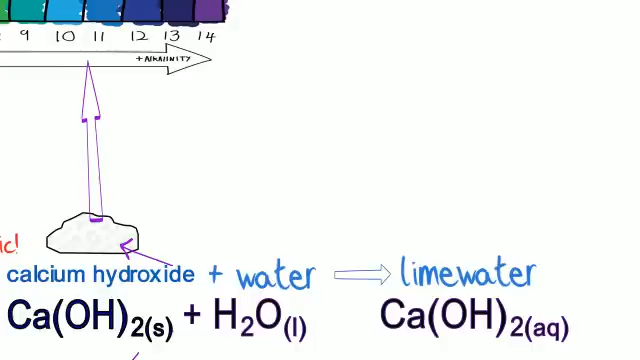 9 10 11 12 13 14
+ ALKALINITY
ic!
calcium hydroxide + water → limewater
Ca(OH)2(s) + H2O(l) Ca(OH)2(aq)